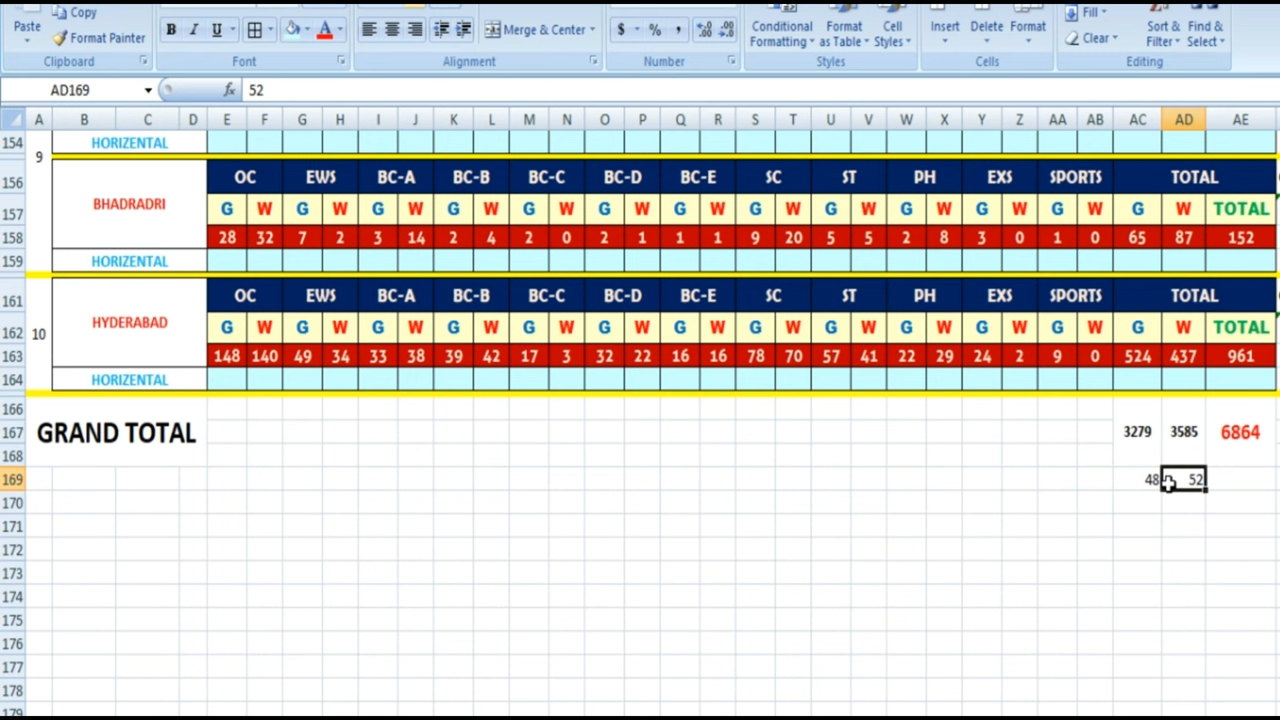 Copy
Paste
Format Painter
Clipboard
B I U A
Font
Merge & Center
Alignment
$ % ,
Number
Conditional Formatting
Format as Table
Cell Styles
Styles
Insert Delete Format
Cells
Fill
Clear
Sort & Filter
Find & Select
Editing
AD169 fx 52
A B C D E F G H I J K L M N O P Q R S T U V W X Y Z AA AB AC AD AE
154 HORIZENTAL
9
156 OC EWS BC-A BC-B BC-C BC-D BC-E SC ST PH EXS SPORTS TOTAL
BHADRADRI
157 G W G W G W G W G W G W G W G W G W G W G W G W G W TOTAL
158 28 32 7 2 3 14 2 4 2 0 2 1 1 1 9 20 5 5 2 8 3 0 1 0 65 87 152
159 HORIZENTAL
161 OC EWS BC-A BC-B BC-C BC-D BC-E SC ST PH EXS SPORTS TOTAL
HYDERABAD
162 10 G W G W G W G W G W G W G W G W G W G W G W G W G W TOTAL
163 148 140 49 34 33 38 39 42 17 3 32 22 16 16 78 70 57 41 22 29 24 2 9 0 524 437 961
164 HORIZENTAL
166
167 GRAND TOTAL 3279 3585 6864
168
169 48 52
170
171
172
173
174
175
176
177
178
179